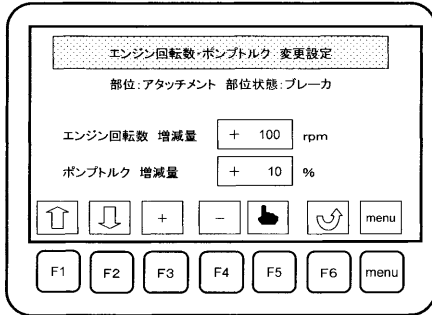 エンジン回転数・ポンプトルク 変更設定
部位:アタッチメント 部位状態:ブレーカ
エンジン回転数 増減量 + 100 rpm
ポンプトルク 増減量 + 10 %
+ - menu
F1 F2 F3 F4 F5 F6 menu